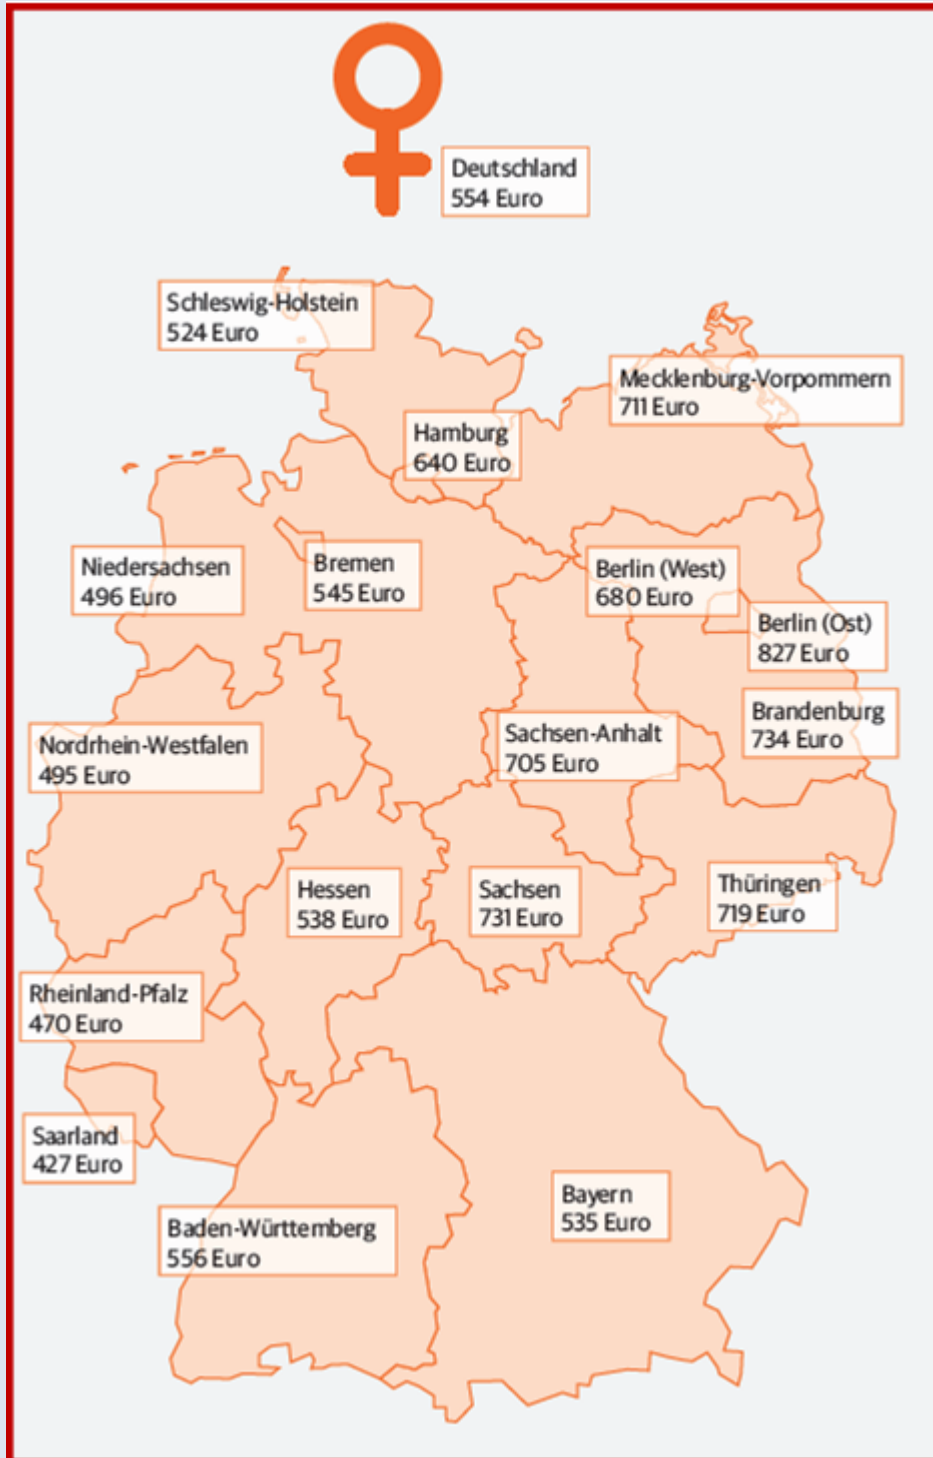 Deutschland
554 Euro
Schleswig-Holstein
524 Euro
Mecklenburg-Vorpommern
711 Euro
Hamburg
640 Euro
Niedersachsen
496 Euro
Bremen
545 Euro
Berlin (West)
680 Euro
Berlin (Ost)
827 Euro
Brandenburg
734 Euro
Nordrhein-Westfalen
495 Euro
Sachsen-Anhalt
705 Euro
Hessen
538 Euro
Sachsen
731 Euro
Thüringen
719 Euro
Rheinland-Pfalz
470 Euro
Saarland
427 Euro
Baden-Württemberg
556 Euro
Bayern
535 Euro